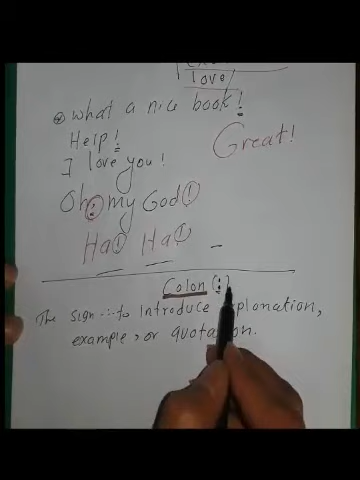 love
What a nice book!
Help!
Great!
I love you!
Oh! my God!
Ha! Ha!
Colon (:)
The sign :- to introduce explanation,
example, or quotation.